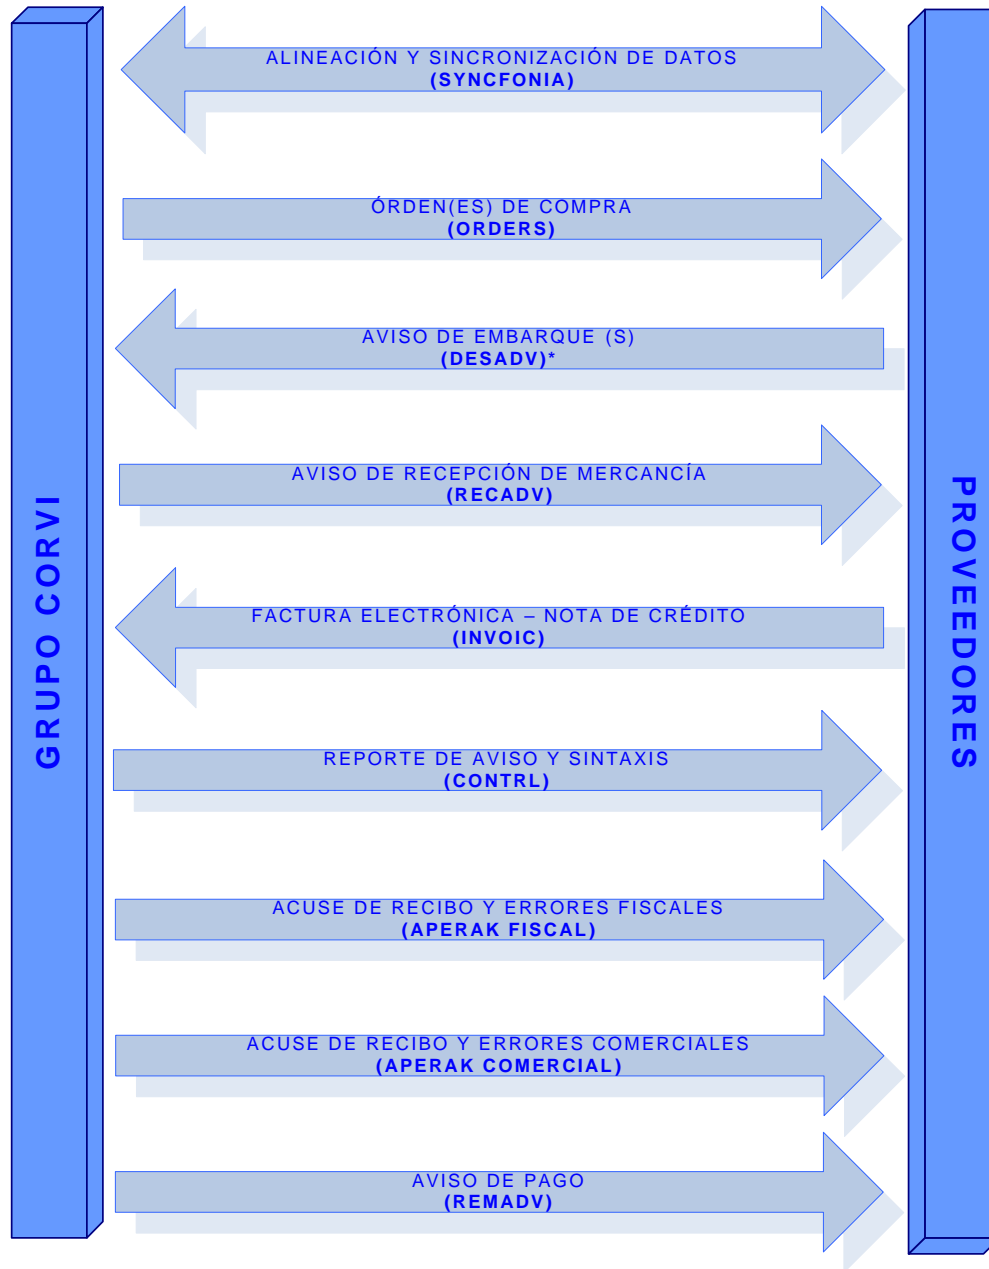 ALINEACIÓN Y SINCRONIZACIÓN DE DATOS
(SYNCFONIA)
ÓRDEN(ES) DE COMPRA
(ORDERS)
AVISO DE EMBARQUE (S)
(DESADV)*
AVISO DE RECEPCIÓN DE MERCANCÍA
(RECADV)
GRUPO CORVI
PROVEEDORES
FACTURA ELECTRÓNICA – NOTA DE CRÉDITO
(INVOIC)
REPORTE DE AVISO Y SINTAXIS
(CONTRL)
ACUSE DE RECIBO Y ERRORES FISCALES
(APERAK FISCAL)
ACUSE DE RECIBO Y ERRORES COMERCIALES
(APERAK COMERCIAL)
AVISO DE PAGO
(REMADV)